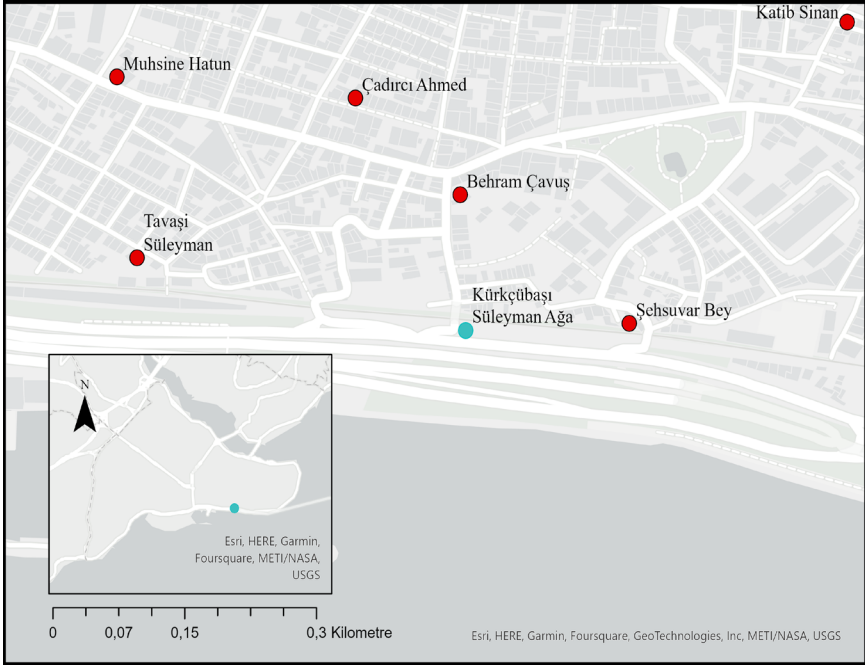 Katib Sinan
Muhsine Hatun
Çadırcı Ahmed
Behram Çavuş
Tavaşi
Süleyman
Kürkçübaşı
Süleyman Ağa
Şehsuvar Bey
N
Esri, HERE, Garmin,
Foursquare, METI/NASA,
USGS
0 0,07 0,15 0,3 Kilometre
Esri, HERE, Garmin, Foursquare, GeoTechnologies, Inc, METI/NASA, USGS